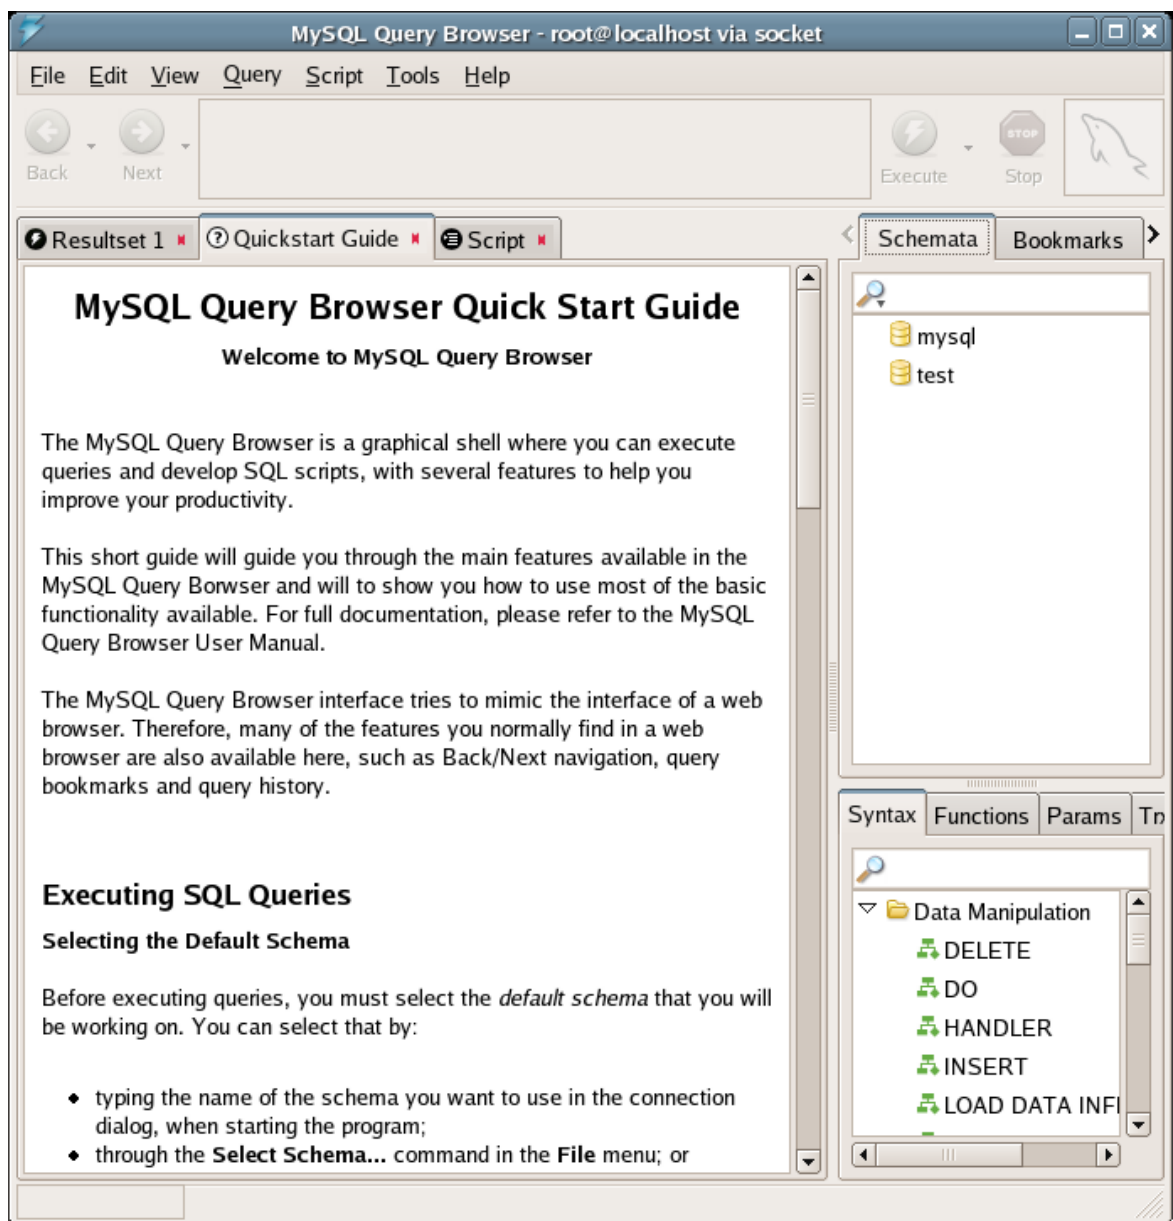 MySQL Query Browser - root@localhost via socket
File Edit View Query Script Tools Help
Back Next Execute STOP Stop
Resultset 1 Quickstart Guide Script
Schemata Bookmarks
MySQL Query Browser Quick Start Guide
Welcome to MySQL Query Browser
The MySQL Query Browser is a graphical shell where you can execute
queries and develop SQL scripts, with several features to help you
improve your productivity.
This short guide will guide you through the main features available in the
MySQL Query Borwser and will to show you how to use most of the basic
functionality available. For full documentation, please refer to the MySQL
Query Browser User Manual.
The MySQL Query Browser interface tries to mimic the interface of a web
browser. Therefore, many of the features you normally find in a web
browser are also available here, such as Back/Next navigation, query
bookmarks and query history.
Executing SQL Queries
Selecting the Default Schema
Before executing queries, you must select the default schema that you will
be working on. You can select that by:
typing the name of the schema you want to use in the connection
dialog, when starting the program;
through the Select Schema... command in the File menu; or
mysql
test
Syntax Functions Params
Data Manipulation
DELETE
DO
HANDLER
INSERT
LOAD DATA INFI